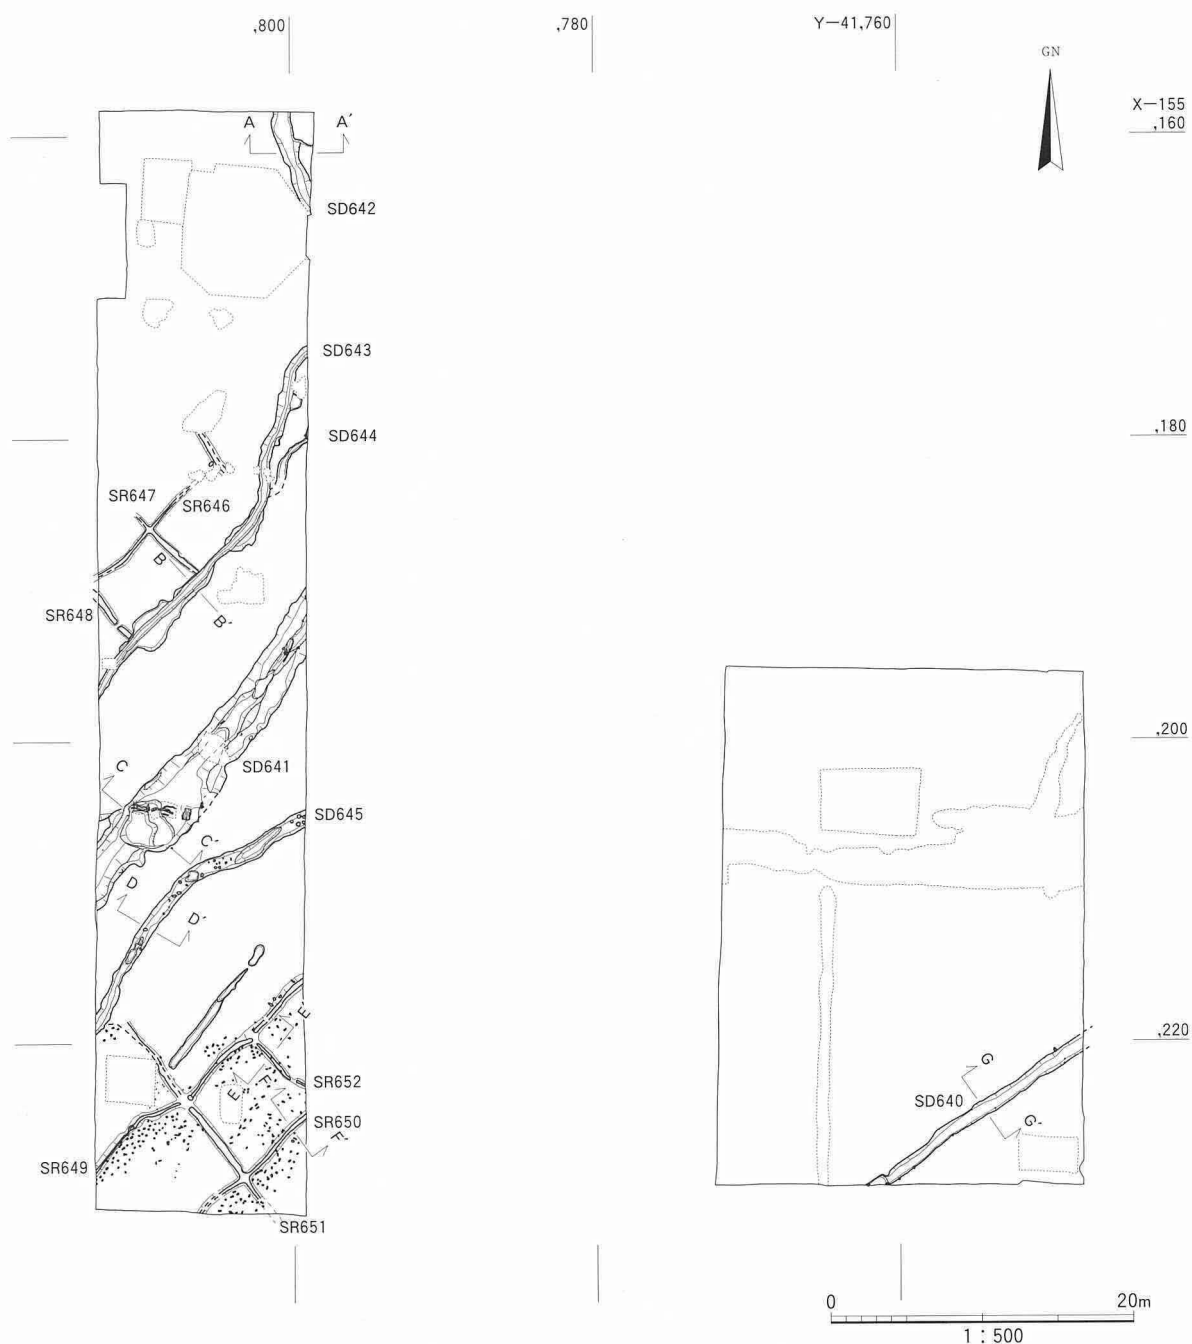 ,800
,780
Y−41,760
GN
X−155
,160
A
A′
SD642
SD643
SD644
,180
SR647
SR646
B
SR648
B′
,200
C
SD641
SD645
C′
D
D′
E′
,220
SR652
E
F
G
SD640
SR650
F′
G′
SR649
SR651
0
20m
1：500